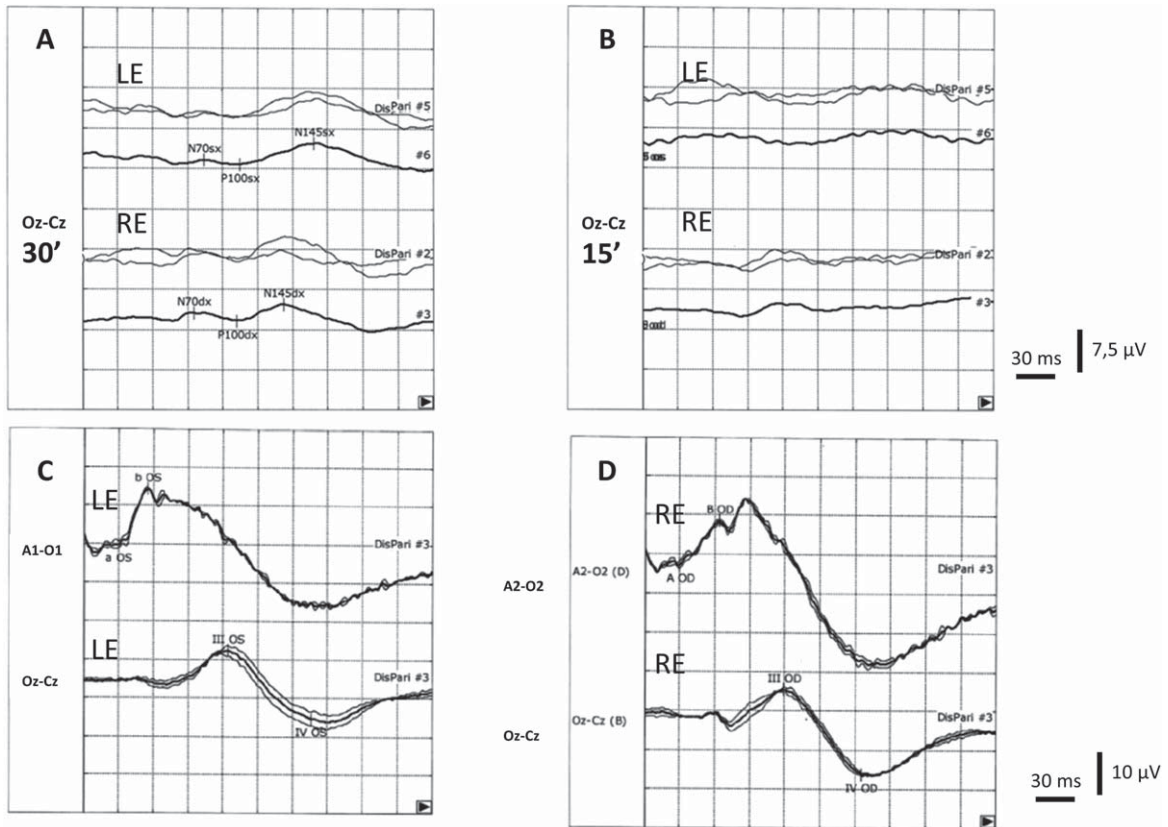 A
LE
DisPari #5
N145sx
N70sx
#6
P100sx
Oz-Cz
30’
RE
DisPari #2
N70dx
N145dx
#3
P100dx
B
LE
DisPari #5
#6
Oz-Cz
15’
RE
DisPari #2
#3
30 ms
7,5 µV
C
b OS
LE
A1-O1
a OS
DisPari #3
LE
III OS
Oz-Cz
DisPari #3
IV OS
D
RE
B OD
A2-O2
A2-O2 (D)
A OD
DisPari #3
RE
III OD
Oz-Cz
Oz-Cz (B)
DisPari #3
IV OD
30 ms
10 µV